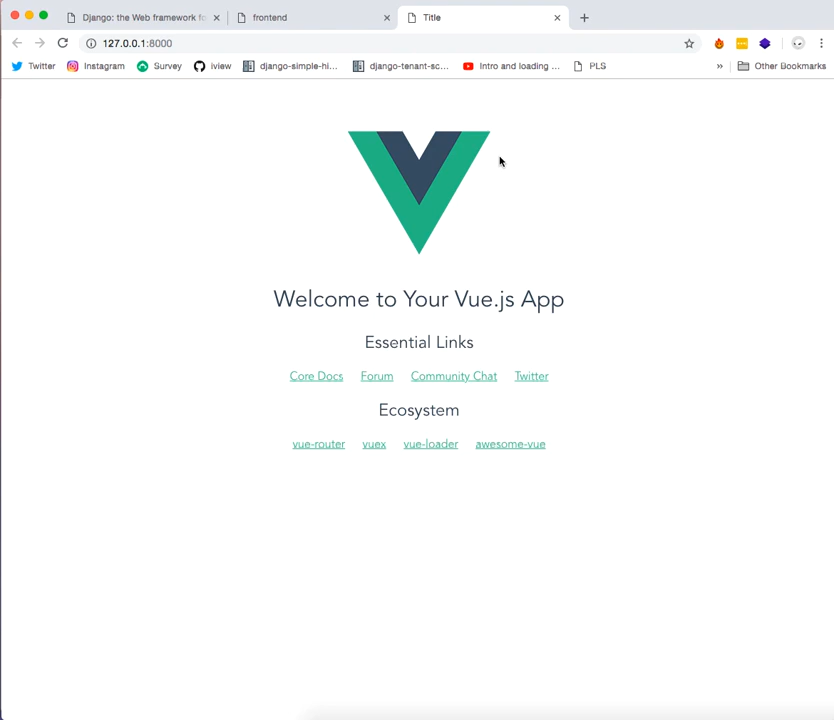 Django: the Web framework fo
frontend
Title
127.0.0.1:8000
Twitter
Instagram
Survey
iview
django-simple-hi...
django-tenant-sc...
Intro and loading ...
PLS
Other Bookmarks
Welcome to Your Vue.js App
Essential Links
Core Docs Forum Community Chat Twitter
Ecosystem
vue-router vuex vue-loader awesome-vue